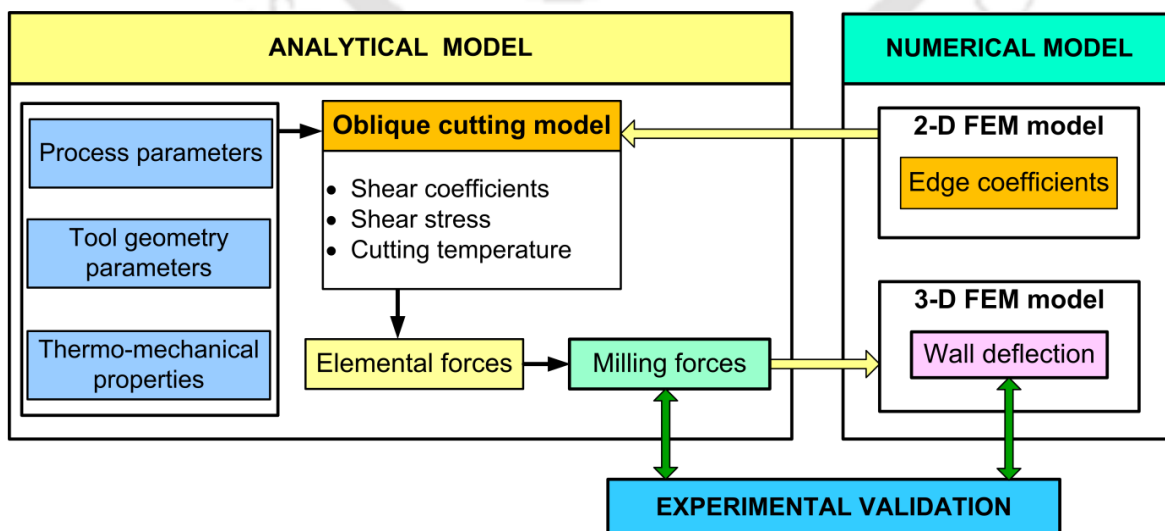 ANALYTICAL MODEL
NUMERICAL MODEL
Process parameters
Tool geometry
parameters
Thermo-mechanical
properties
Oblique cutting model
• Shear coefficients
• Shear stress
• Cutting temperature
Elemental forces
Milling forces
2-D FEM model
Edge coefficients
3-D FEM model
Wall deflection
EXPERIMENTAL VALIDATION